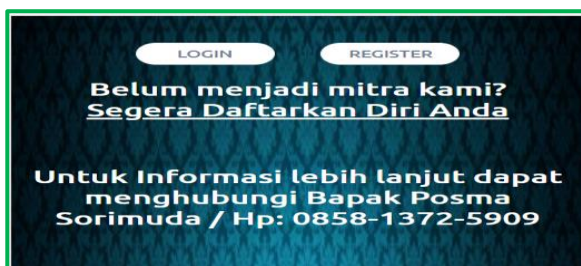 LOGIN REGISTER
Belum menjadi mitra kami?
Segera Daftarkan Diri Anda
Untuk Informasi lebih lanjut dapat
menghubungi Bapak Posma
Sorimuda / Hp: 0858-1372-5909